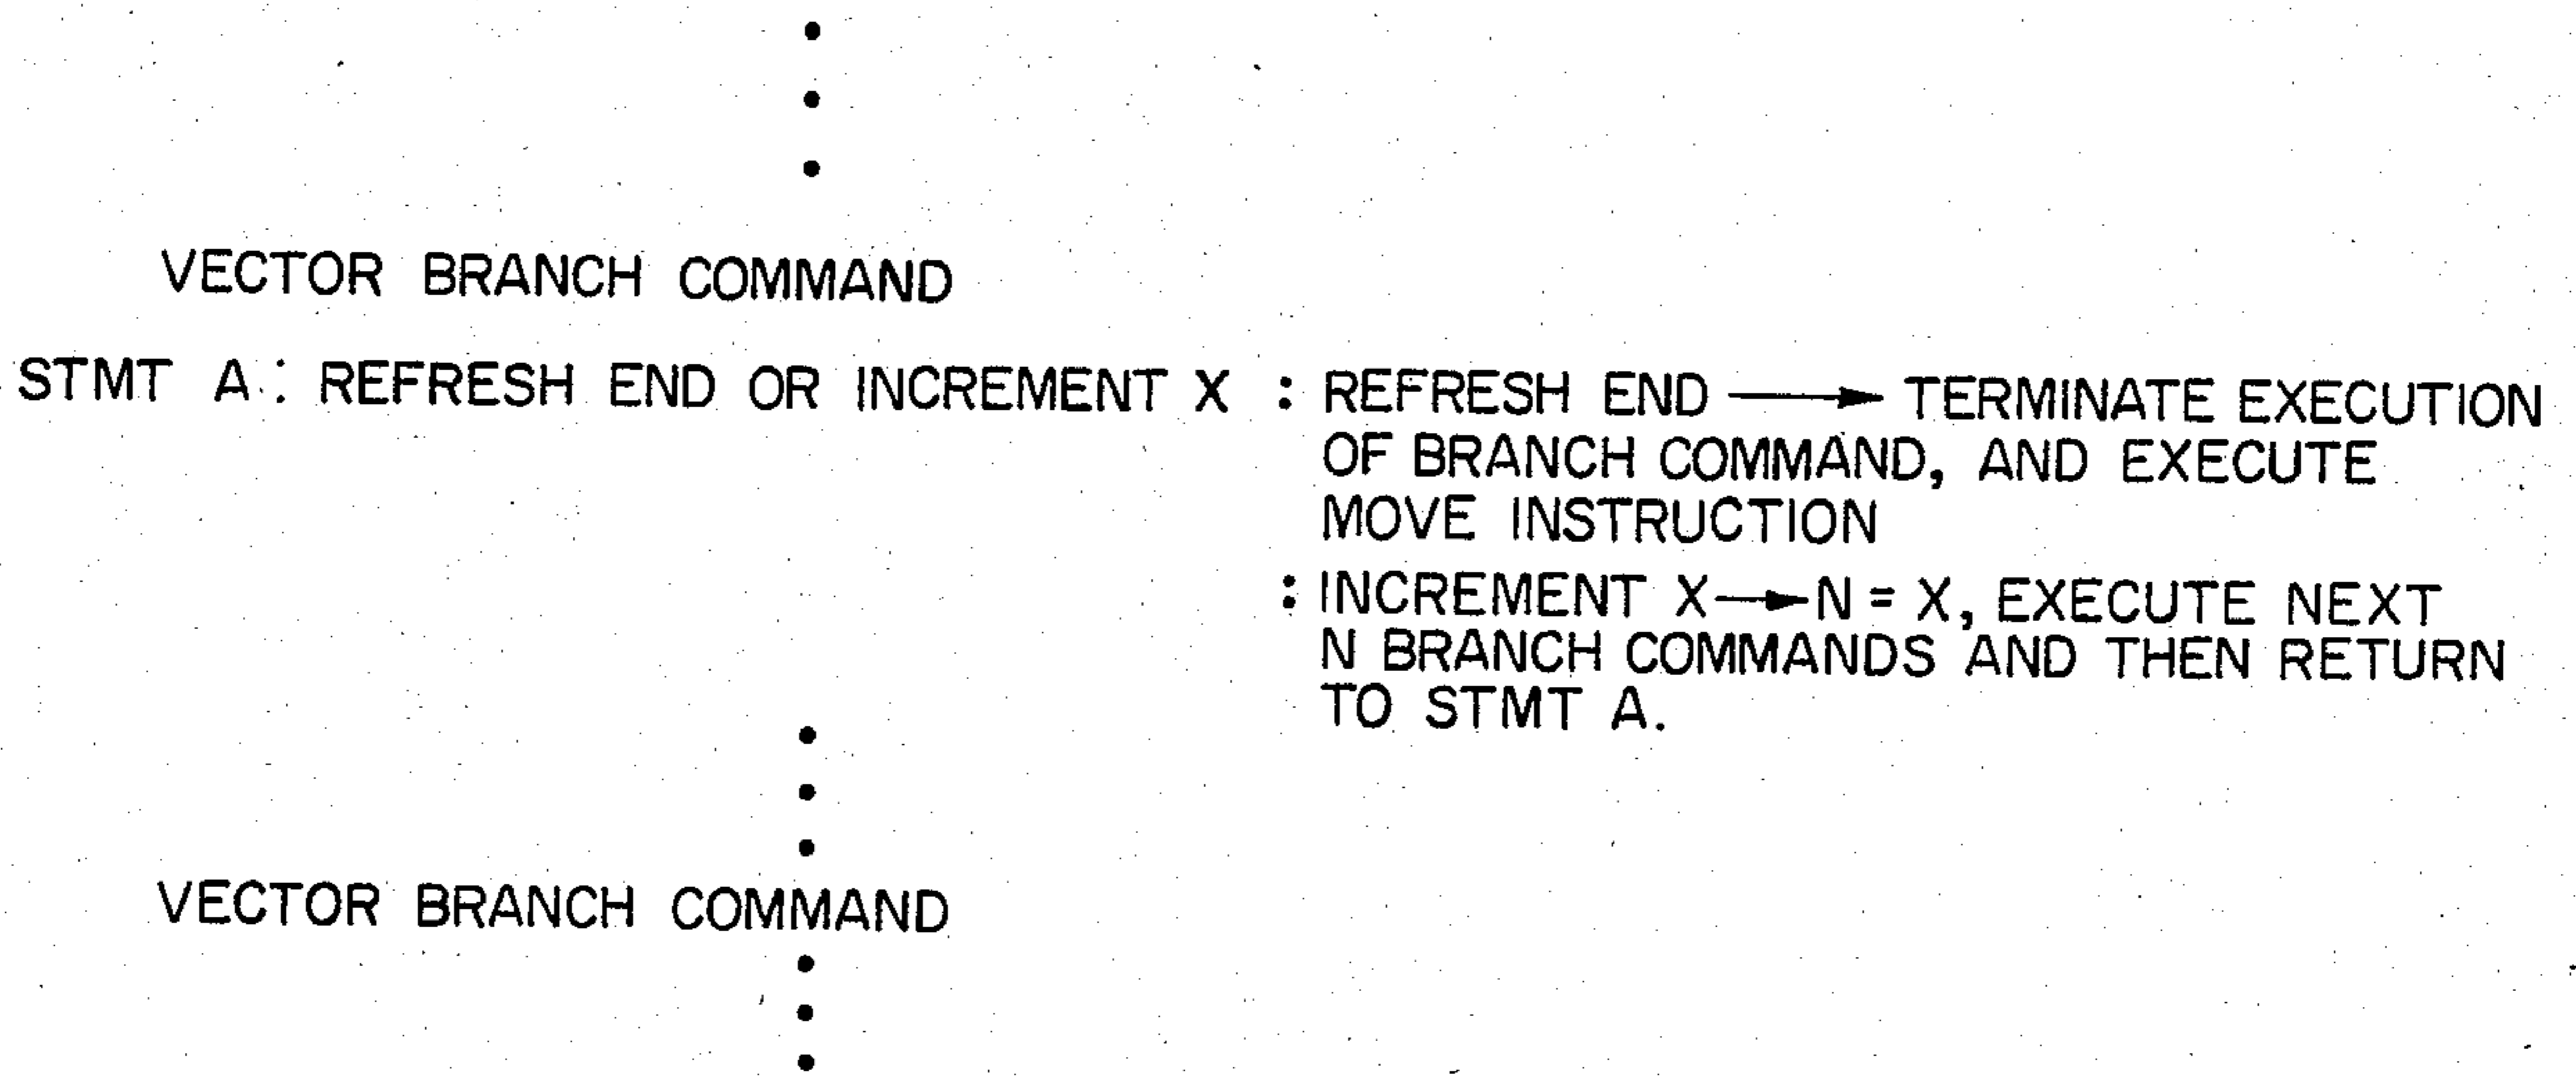 VECTOR BRANCH COMMAND
STMT A : REFRESH END OR INCREMENT X : REFRESH END → TERMINATE EXECUTION
OF BRANCH COMMAND, AND EXECUTE
MOVE INSTRUCTION
: INCREMENT X → N = X, EXECUTE NEXT
N BRANCH COMMANDS AND THEN RETURN
TO STMT A.
VECTOR BRANCH COMMAND